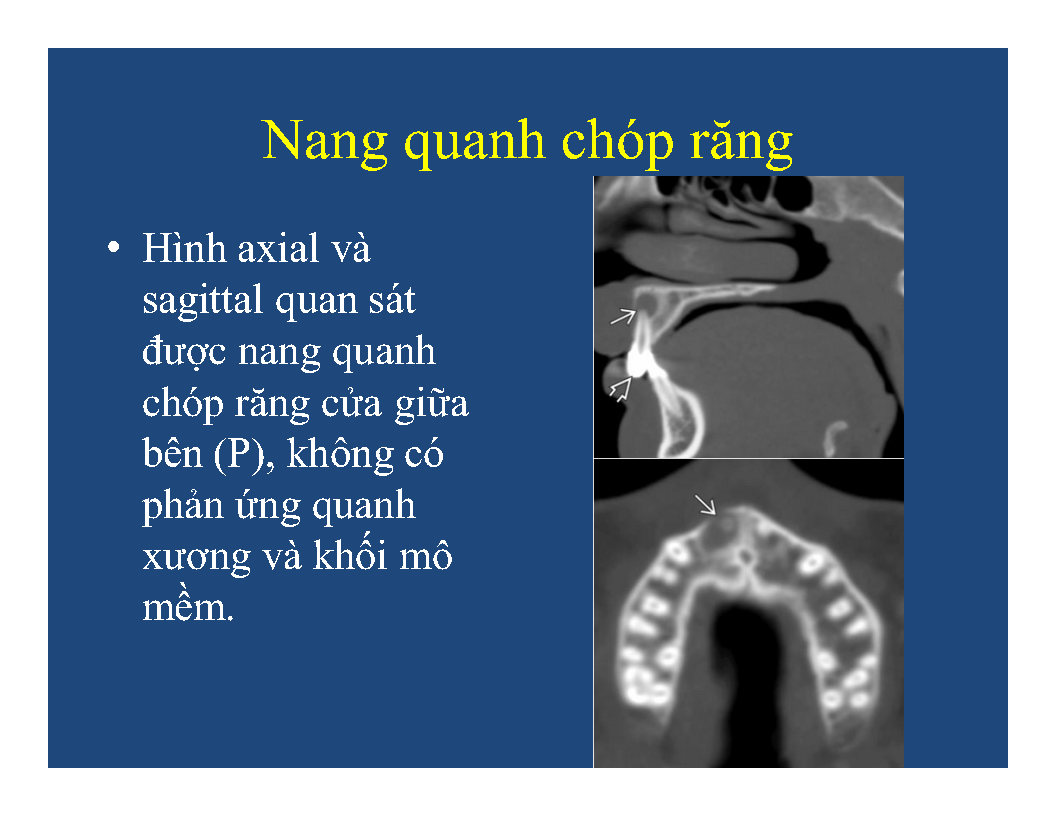 Nang quanh chóp răng
• Hình axial và
sagittal quan sát
được nang quanh
chóp răng cửa giữa
bên (P), không có
phản ứng quanh
xương và khối mô
mềm.